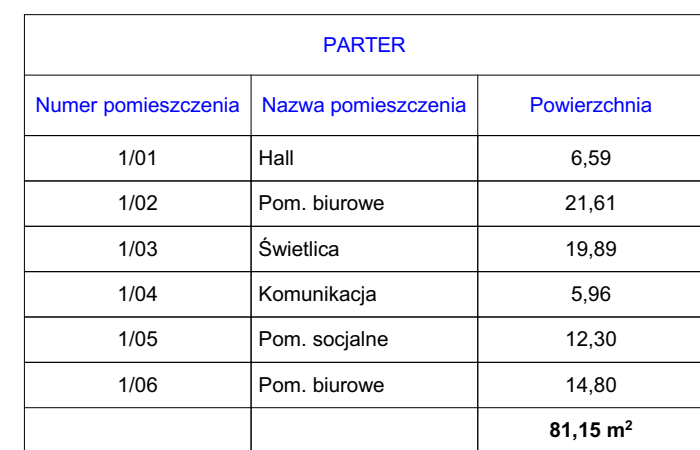 PARTER
Numer pomieszczenia Nazwa pomieszczenia Powierzchnia
1/01 Hall 6,59
1/02 Pom. biurowe 21,61
1/03 Świetlica 19,89
1/04 Komunikacja 5,96
1/05 Pom. socjalne 12,30
1/06 Pom. biurowe 14,80
81,15 m²